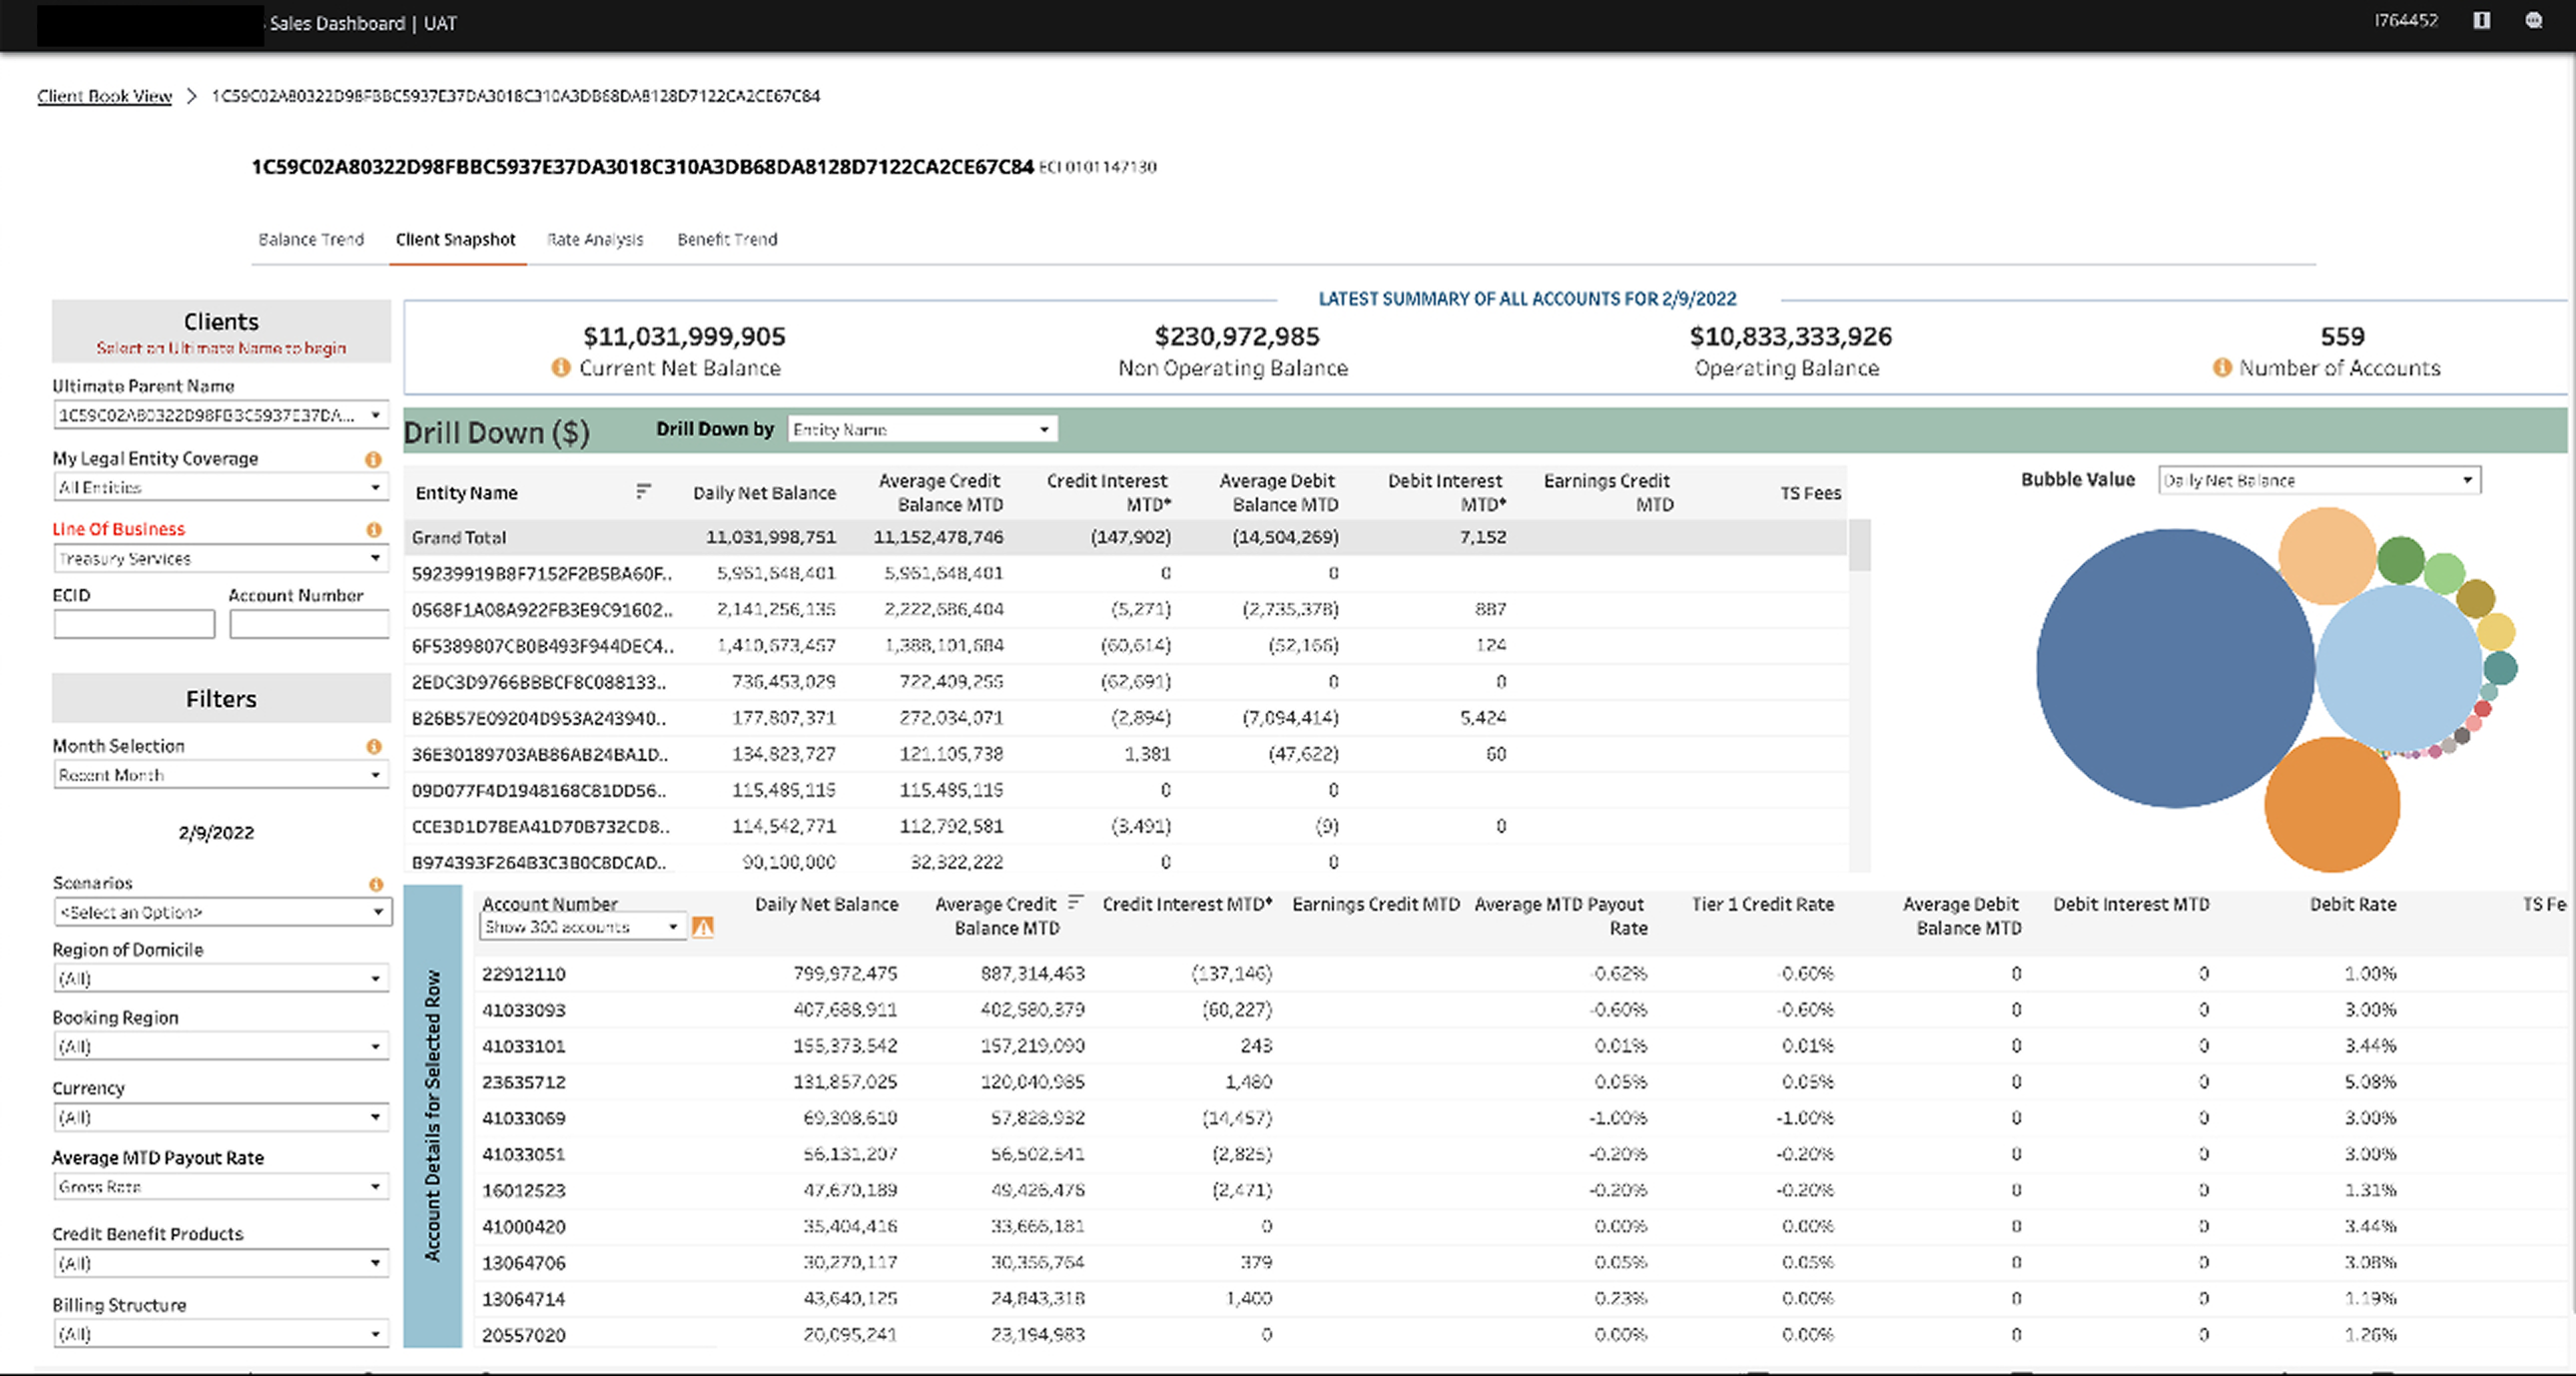 Sales Dashboard | UAT
I764452
Client Book View > 1C59C02A80322D98FBBC5937E37DA3018C310A3DB68DA8128D7122CA2CE67C84
1C59C02A80322D98FBBC5937E37DA3018C310A3DB68DA8128D7122CA2CE67C84 ECI 0101147130
Balance Trend Client Snapshot Rate Analysis Benefit Trend
Clients
Select an Ultimate Name to begin
Ultimate Parent Name
1C59C02A80322D98FB3C5937E37DA...
My Legal Entity Coverage
All Entities
Line Of Business
Treasury Services
ECID Account Number
Filters
Month Selection
Recent Month
2/9/2022
Scenarios
<Select an Option>
Region of Domicile
(All)
Booking Region
(All)
Currency
(All)
Average MTD Payout Rate
Gross Rate
Credit Benefit Products
(All)
Billing Structure
(All)
LATEST SUMMARY OF ALL ACCOUNTS FOR 2/9/2022
$11,031,999,905 $230,972,985 $10,833,333,926 559
Current Net Balance Non Operating Balance Operating Balance Number of Accounts
Drill Down ($) Drill Down by Entity Name
Entity Name Daily Net Balance Average Credit Balance MTD Credit Interest MTD* Average Debit Balance MTD Debit Interest MTD* Earnings Credit MTD TS Fees
Grand Total 11,031,998,751 11,152,478,746 (147,902) (14,504,269) 7,152
59239919B8F7152F2B5BA60F.. 5,951,548,401 5,951,548,401 0 0
0568F1A08A922FB3E9C91602.. 2,141,256,135 2,222,686,404 (5,271) (2,735,378) 887
6F5389807CB0B493F944DEC4.. 1,410,673,457 1,388,101,684 (60,614) (52,166) 124
2EDC3D9766BBBCF8C088133.. 736,453,029 722,409,255 (62,691) 0 0
B26B57E09204D953A243940.. 177,807,371 272,034,071 (2,894) (7,094,414) 5,424
36E30189703AB86AB24BA1D.. 134,823,727 121,105,738 1,381 (47,622) 60
09D077F4D1948168C81DD56.. 115,485,115 115,485,115 0 0
CCE3D1D78EA41D70B732CD8.. 114,542,771 112,792,581 (3,491) (9) 0
B974393F264B3C3B0C8DCAD.. 90,100,000 32,322,222 0 0
Bubble Value Daily Net Balance
Account Details for Selected Row
Account Number Daily Net Balance Average Credit Balance MTD Credit Interest MTD* Earnings Credit MTD Average MTD Payout Rate Tier 1 Credit Rate Average Debit Balance MTD Debit Interest MTD Debit Rate TS Fe
Show 300 accounts
22912110 799,972,475 887,314,463 (137,146) -0.62% -0.60% 0 0 1.00%
41033093 407,688,911 402,980,379 (60,227) -0.60% -0.60% 0 0 3.00%
41033101 155,373,542 157,219,090 243 0.01% 0.01% 0 0 3.44%
23635712 131,857,025 120,040,985 1,480 0.05% 0.05% 0 0 5.08%
41033069 69,308,610 57,828,932 (14,457) -1.00% -1.00% 0 0 3.00%
41033051 56,131,207 56,502,541 (2,825) -0.20% -0.20% 0 0 3.00%
16012523 47,670,189 49,426,476 (2,471) -0.20% -0.20% 0 0 1.31%
41000420 35,404,416 33,666,181 0 0.00% 0.00% 0 0 3.44%
13064706 30,270,117 30,356,764 379 0.05% 0.05% 0 0 3.08%
13064714 43,640,125 24,843,318 1,400 0.23% 0.00% 0 0 1.19%
20557020 20,095,241 23,194,983 0 0.00% 0.00% 0 0 1.26%